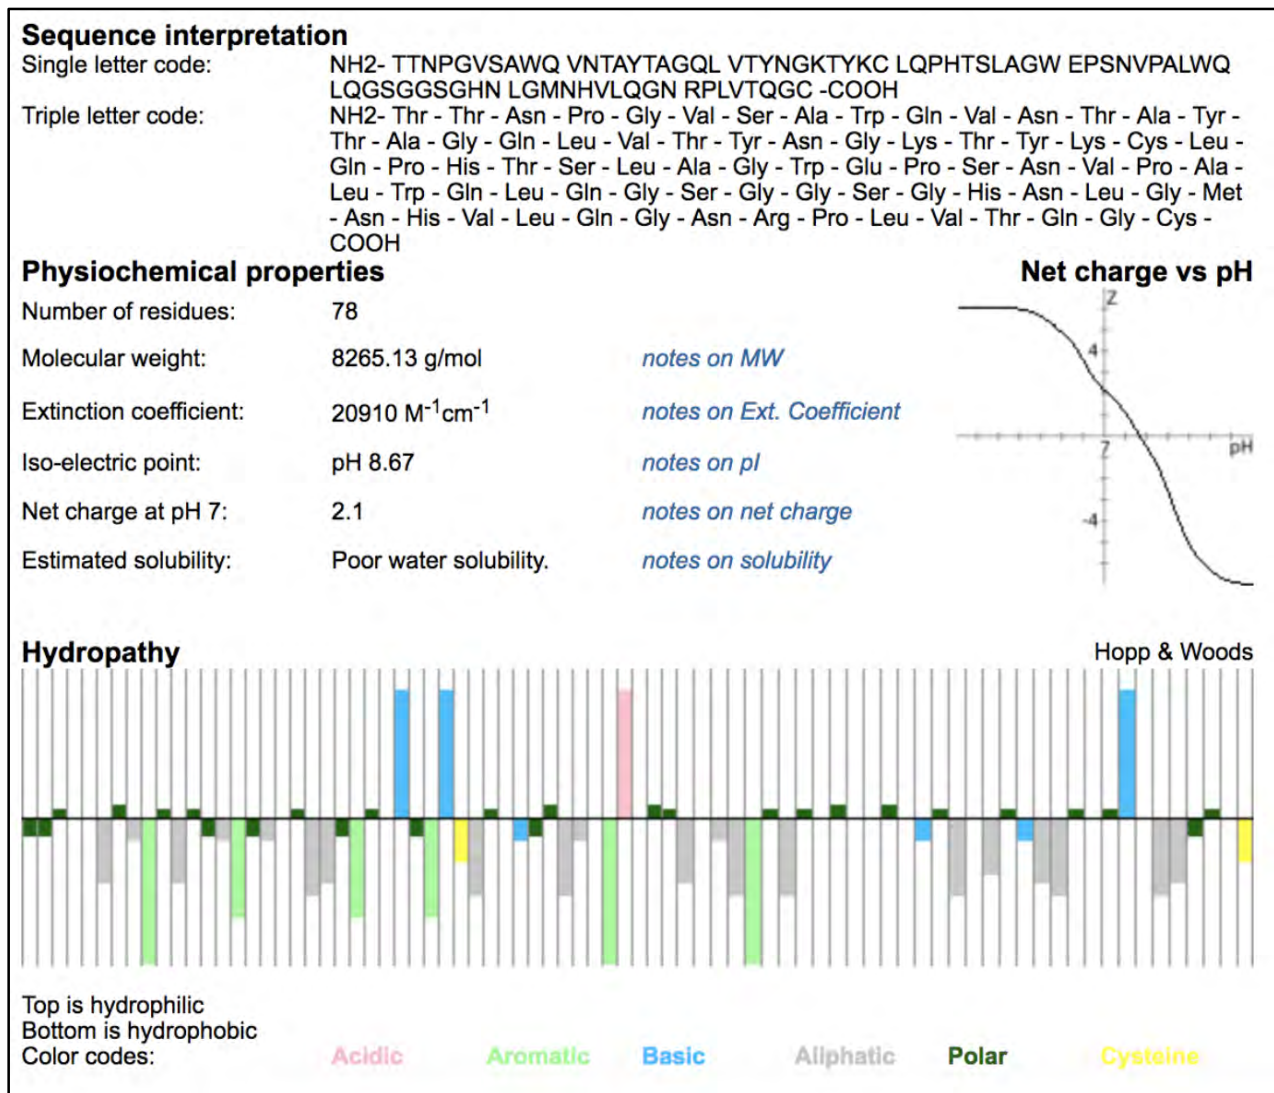 Sequence interpretation
Single letter code: NH2- TTNPGVSAWQ VNTAYTAGQL VTYNGKTYKC LQPHTSLAGW EPSNVPALWQ
LQGSGGSGHN LGMNHVLQGN RPLVTQGC -COOH
Triple letter code: NH2- Thr - Thr - Asn - Pro - Gly - Val - Ser - Ala - Trp - Gln - Val - Asn - Thr - Ala - Tyr -
Thr - Ala - Gly - Gln - Leu - Val - Thr - Tyr - Asn - Gly - Lys - Thr - Tyr - Lys - Cys - Leu -
Gln - Pro - His - Thr - Ser - Leu - Ala - Gly - Trp - Glu - Pro - Ser - Asn - Val - Pro - Ala -
Leu - Trp - Gln - Leu - Gln - Gly - Ser - Gly - Gly - Ser - Gly - His - Asn - Leu - Gly - Met
- Asn - His - Val - Leu - Gln - Gly - Asn - Arg - Pro - Leu - Val - Thr - Gln - Gly - Cys -
COOH
Physiochemical properties
Number of residues: 78
Molecular weight: 8265.13 g/mol notes on MW
Extinction coefficient: 20910 M-1cm-1 notes on Ext. Coefficient
Iso-electric point: pH 8.67 notes on pI
Net charge at pH 7: 2.1 notes on net charge
Estimated solubility: Poor water solubility. notes on solubility
Net charge vs pH
Z
4
7
pH
-4
Hydropathy Hopp & Woods
Top is hydrophilic
Bottom is hydrophobic
Color codes: Acidic Aromatic Basic Aliphatic Polar Cysteine